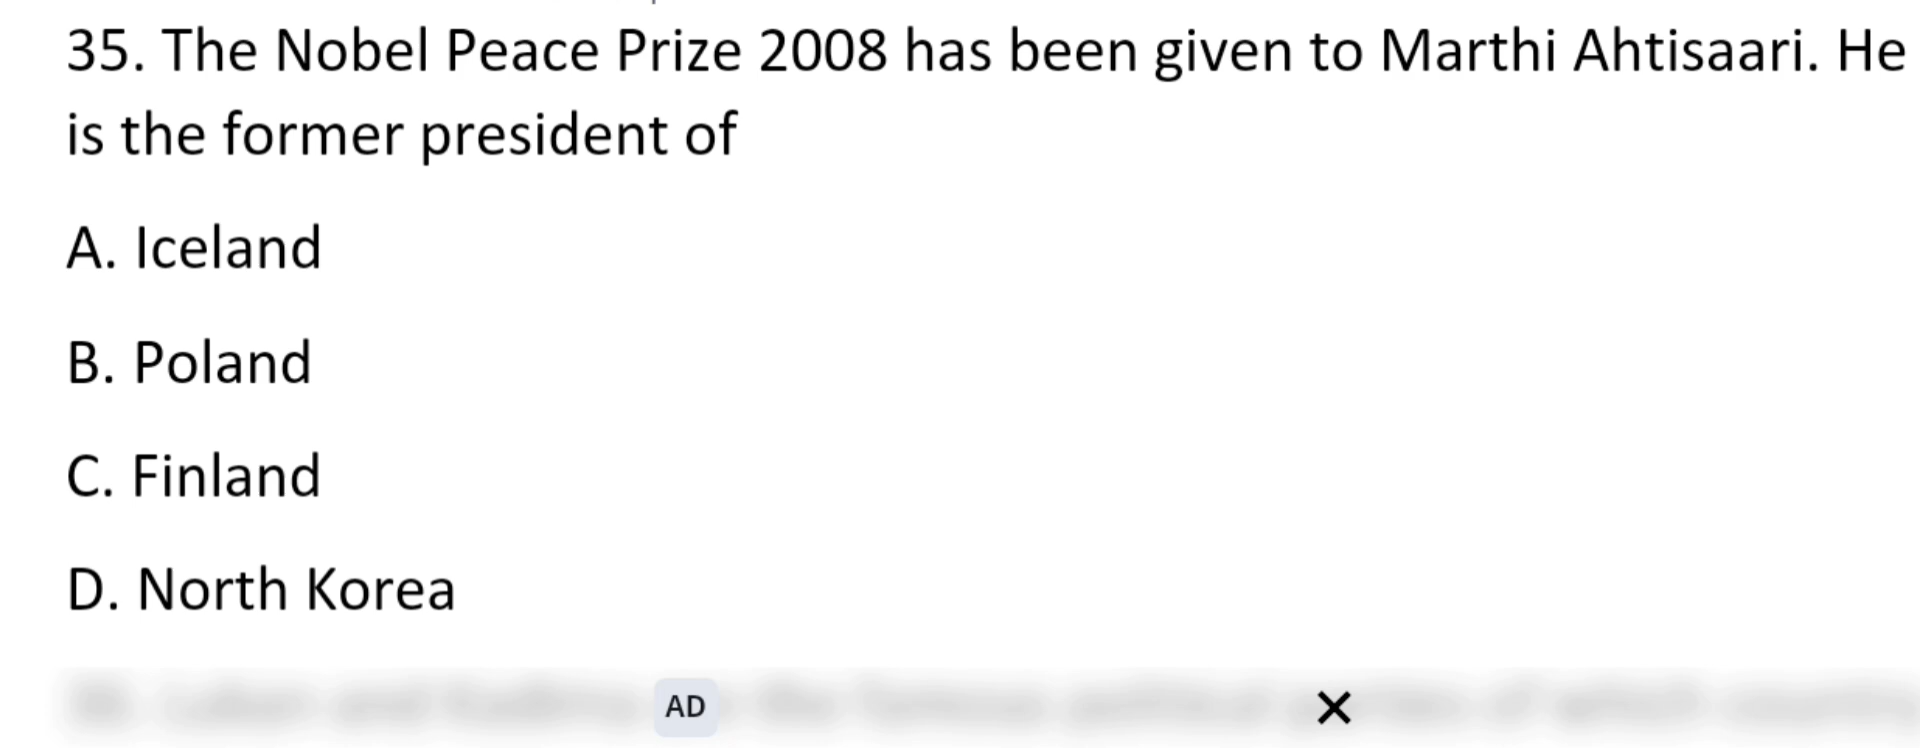 35. The Nobel Peace Prize 2008 has been given to Marthi Ahtisaari. He
is the former president of
A. Iceland
B. Poland
C. Finland
D. North Korea
AD